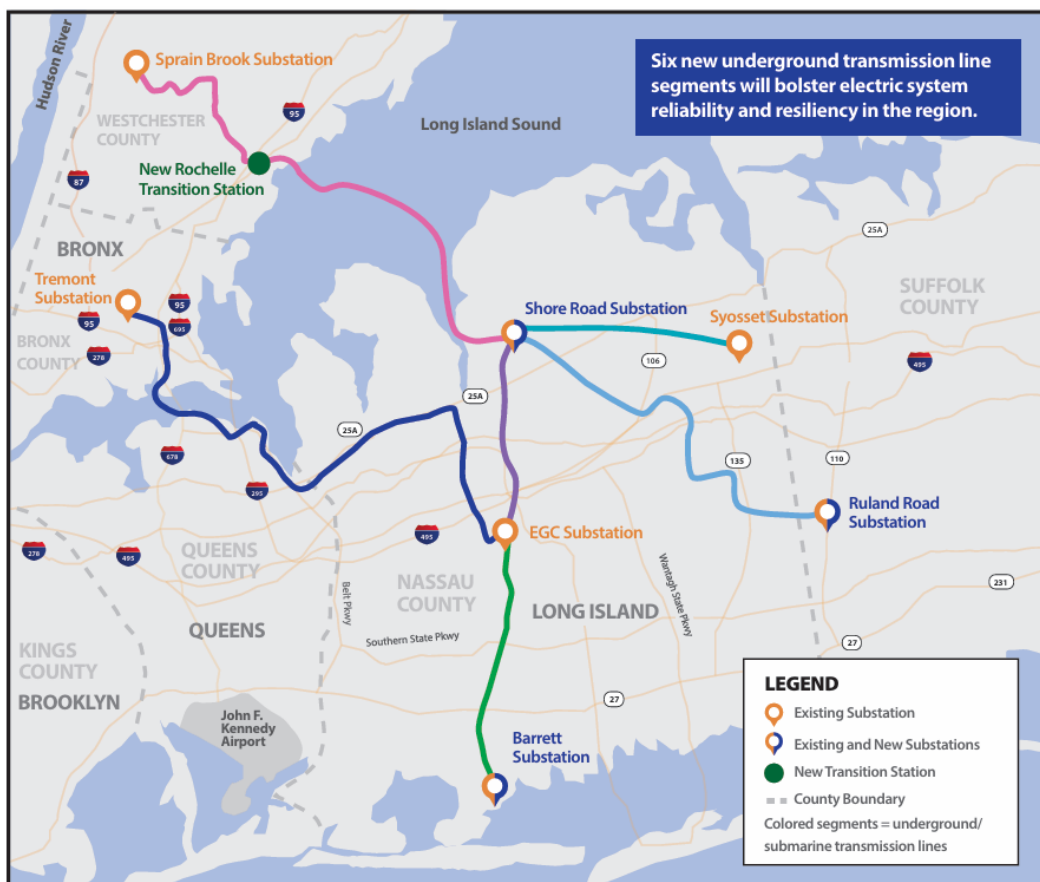 Six new underground transmission line
segments will bolster electric system
reliability and resiliency in the region.
Hudson River
Sprain Brook Substation
95
WESTCHESTER
COUNTY
Long Island Sound
New Rochelle
Transition Station
87
BRONX
25A
Tremont
Substation
95
95
695
BRONX
COUNTY
278
Shore Road Substation
Syosset Substation
SUFFOLK
COUNTY
106
495
25A
25A
678
295
135
110
Ruland Road
Substation
278
495
495
EGC Substation
QUEENS
COUNTY
NASSAU
COUNTY
Belt Pkwy
Wantagh State Pkwy
231
LONG ISLAND
QUEENS
Southern State Pkwy
27
KINGS
COUNTY
BROOKLYN
27
John F.
Kennedy
Airport
Barrett
Substation
LEGEND
Existing Substation
Existing and New Substations
New Transition Station
County Boundary
Colored segments = underground/
submarine transmission lines